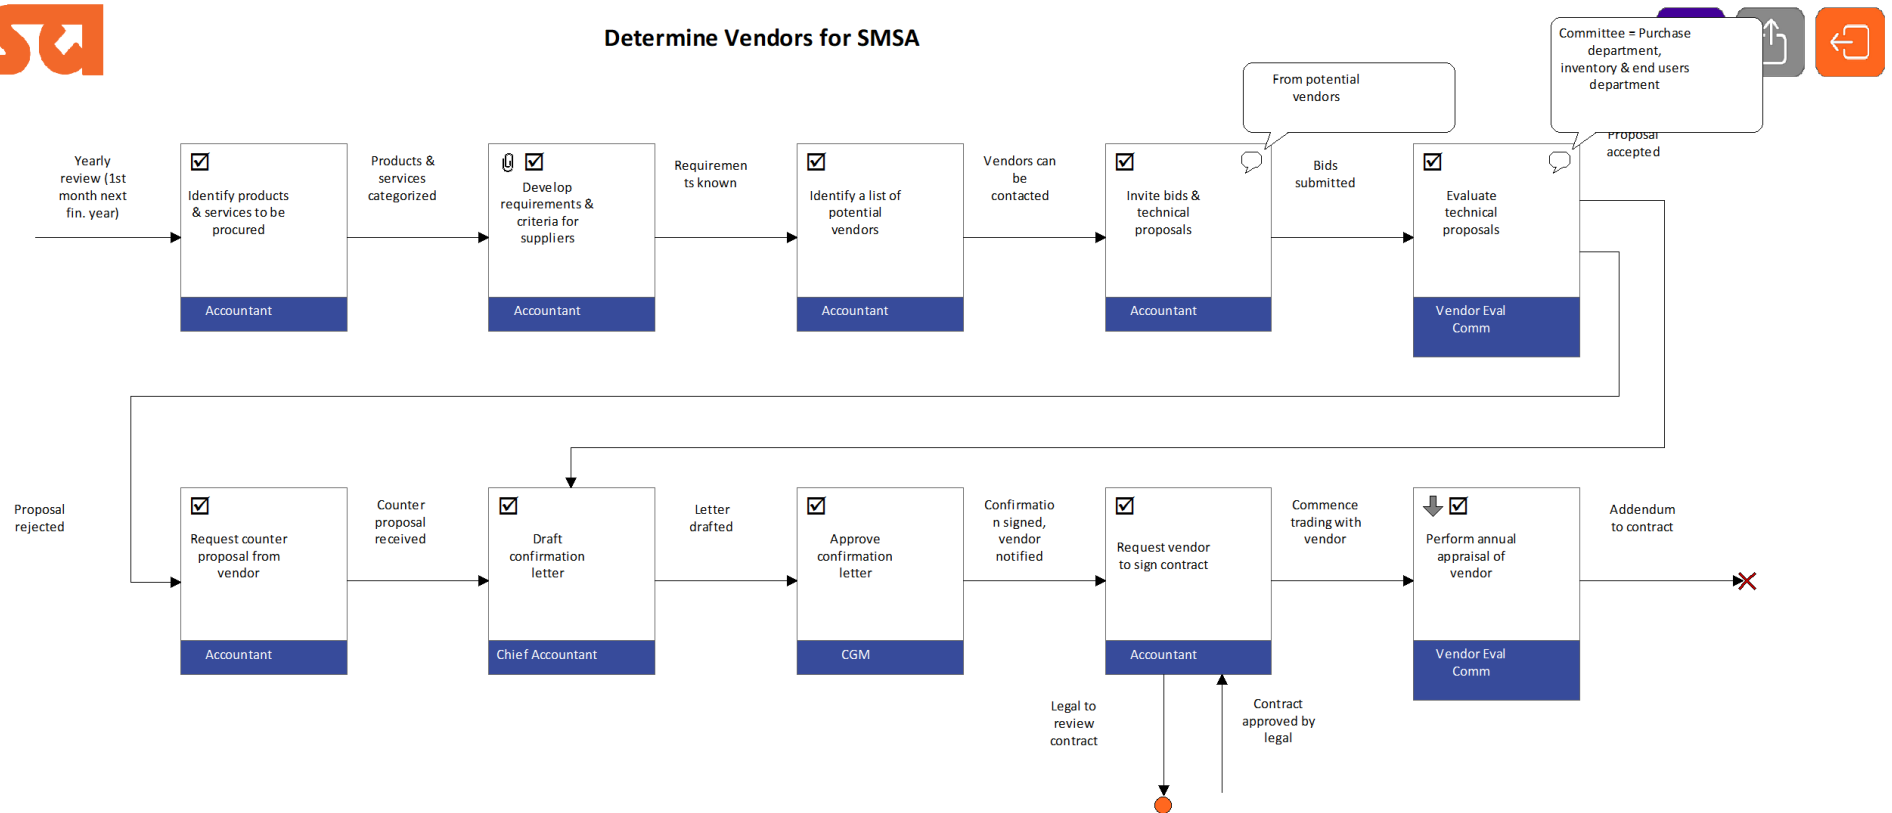 sa
Determine Vendors for SMSA
Committee = Purchase
department,
inventory & end users
department
From potential
vendors
Yearly
review (1st
month next
fin. year)
Identify products
& services to be
procured
Accountant
Products &
services
categorized
Develop
requirements &
criteria for
suppliers
Accountant
Requiremen
ts known
Identify a list of
potential
vendors
Accountant
Vendors can
be
contacted
Invite bids &
technical
proposals
Accountant
Bids
submitted
Evaluate
technical
proposals
Vendor Eval
Comm
Proposal
accepted
Proposal
rejected
Request counter
proposal from
vendor
Accountant
Counter
proposal
received
Draft
confirmation
letter
Chief Accountant
Letter
drafted
Approve
confirmation
letter
CGM
Confirmatio
n signed,
vendor
notified
Request vendor
to sign contract
Accountant
Commence
trading with
vendor
Perform annual
appraisal of
vendor
Vendor Eval
Comm
Addendum
to contract
Legal to
review
contract
Contract
approved by
legal